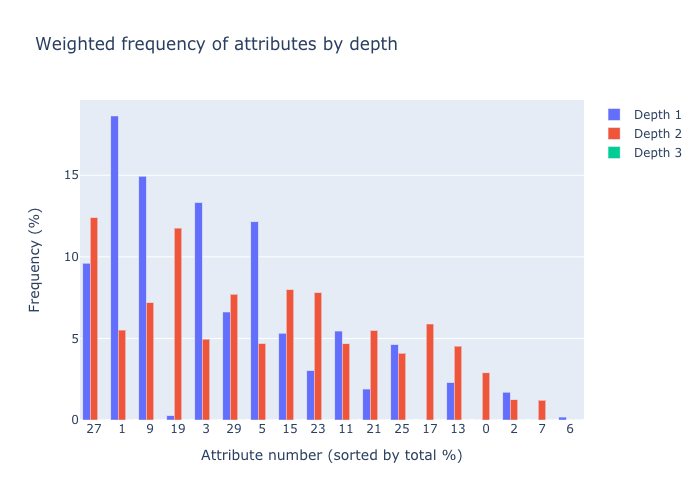 Weighted frequency of attributes by depth
Depth 1
Depth 2
Depth 3
15
10
5
0
Frequency (%)
27 1 9 19 3 29 5 15 23 11 21 25 17 13 0 2 7 6
Attribute number (sorted by total %)